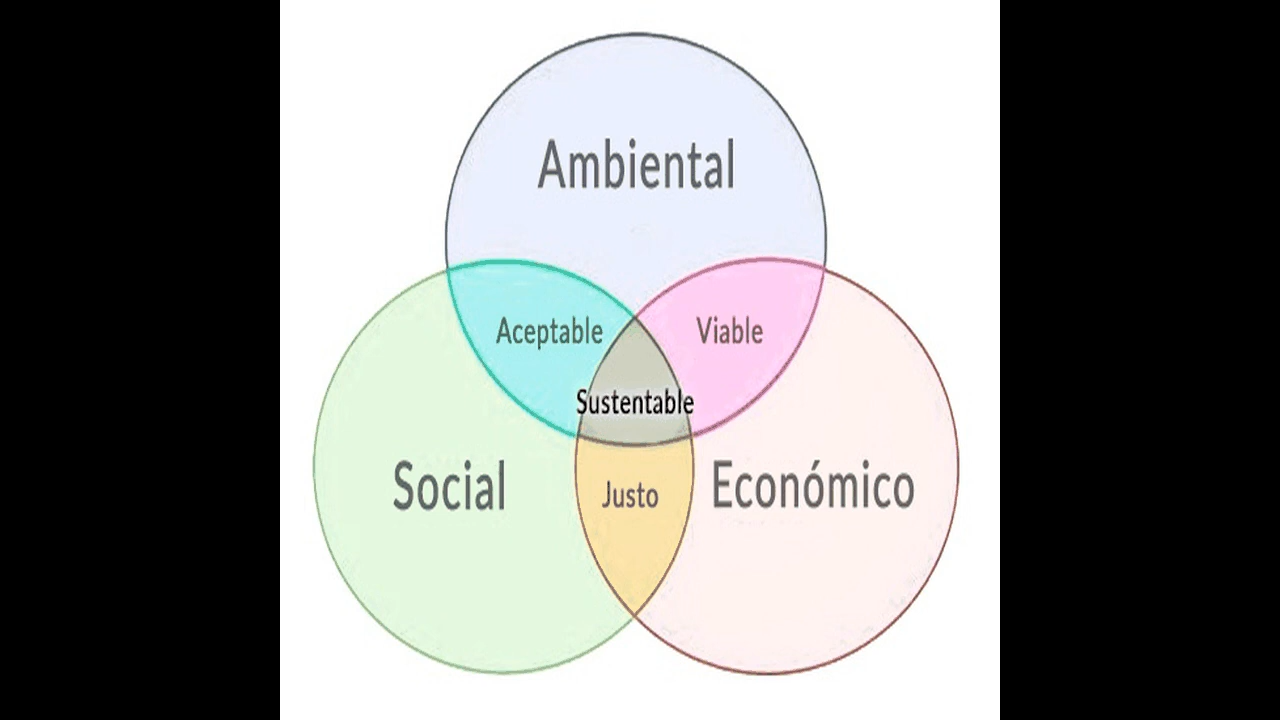 Ambiental
Aceptable
Viable
Sustentable
Social
Justo
Económico